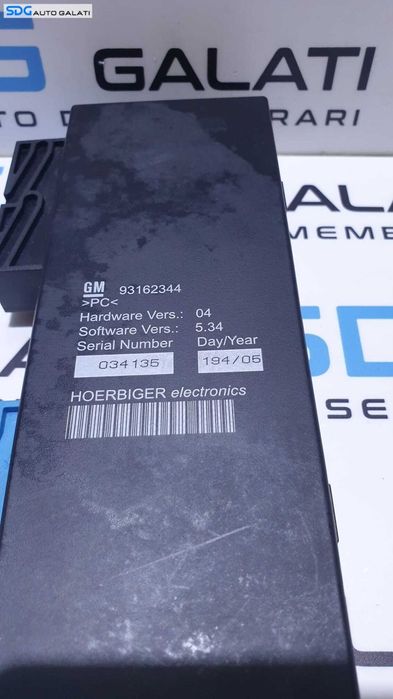 SDG AUTO GALATI
GALATI
GM 93162344
>PC<
Hardware Vers.: 04
Software Vers.: 5.34
Serial Number Day/Year
034135 194/05
HOERBIGER electronics